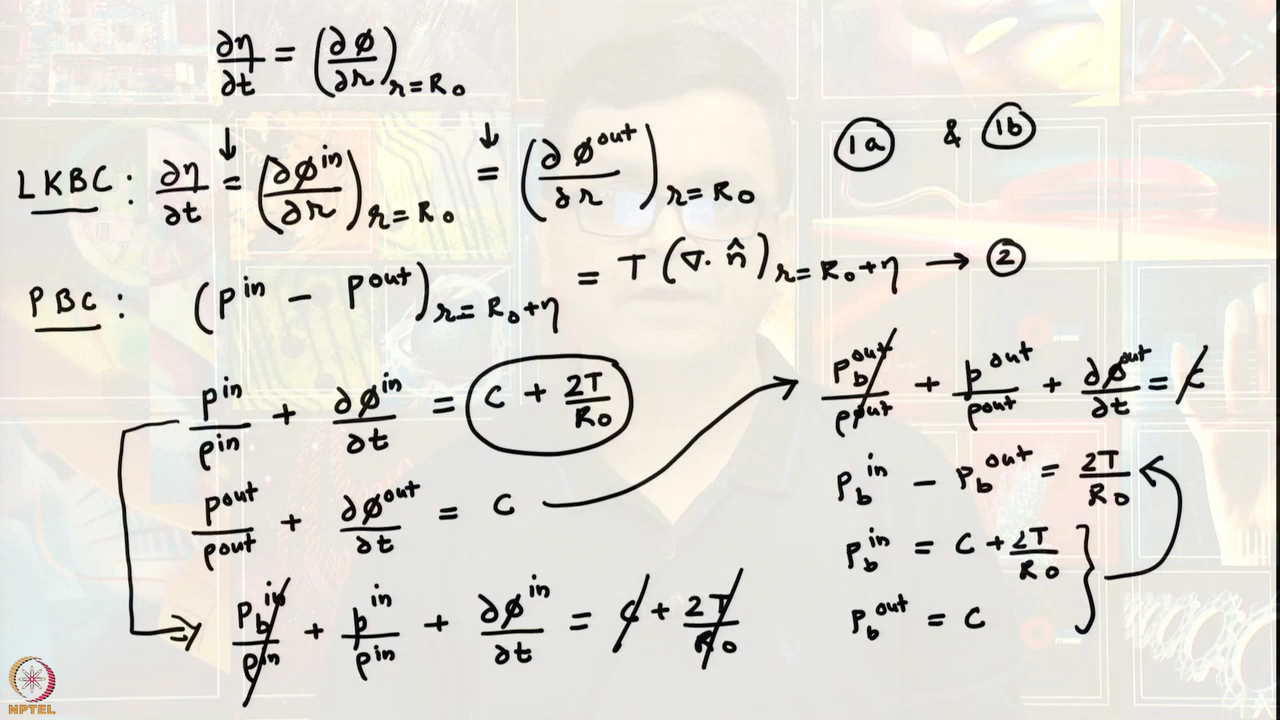 ∂η/∂t = (∂φ/∂r)_{r=R₀}
LKBC : ∂η/∂t = (∂φ^{in}/∂r)_{r=R₀} = (∂φ^{out}/∂r)_{r=R₀} (1a) & (1b)
PBC : (P^{in} − P^{out})_{r=R₀+η} = T(∇·n̂)_{r=R₀+η} → (2)
P^{in}/ρ^{in} + ∂φ^{in}/∂t = C + 2T/R₀
P^{out}/ρ^{out} + ∂φ^{out}/∂t = C
P_b^{in}/ρ^{in} + p^{in}/ρ^{in} + ∂φ^{in}/∂t = C + 2T/R₀
P_b^{out}/ρ^{out} + p^{out}/ρ^{out} + ∂φ^{out}/∂t = C
P_b^{in} − P_b^{out} = 2T/R₀
P_b^{in} = C + 2T/R₀
P_b^{out} = C
NPTEL